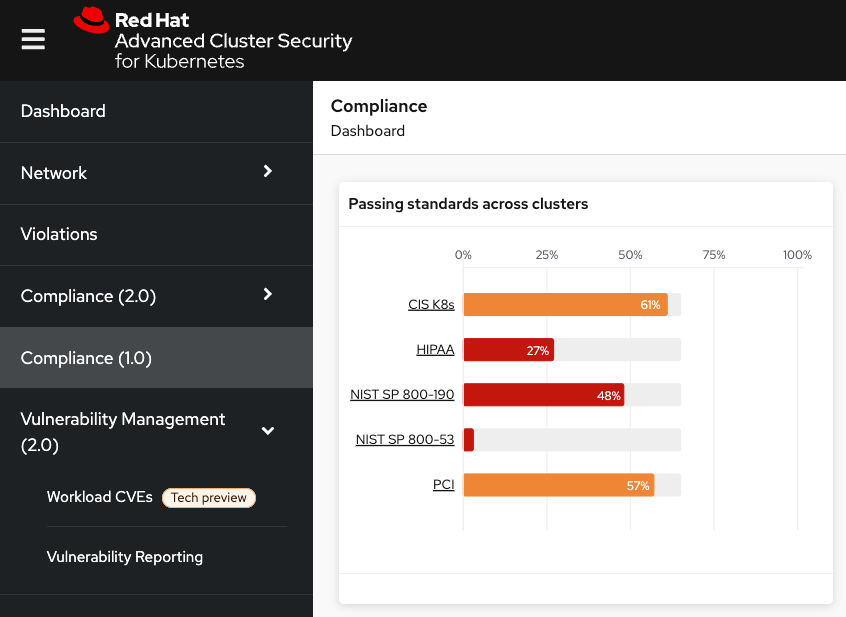 Red Hat
Advanced Cluster Security
for Kubernetes
Dashboard
Network
Violations
Compliance (2.0)
Compliance (1.0)
Vulnerability Management
(2.0)
Workload CVEs Tech preview
Vulnerability Reporting
Compliance
Dashboard
Passing standards across clusters
0% 25% 50% 75% 100%
CIS K8s 61%
HIPAA 27%
NIST SP 800-190 48%
NIST SP 800-53
PCI 57%